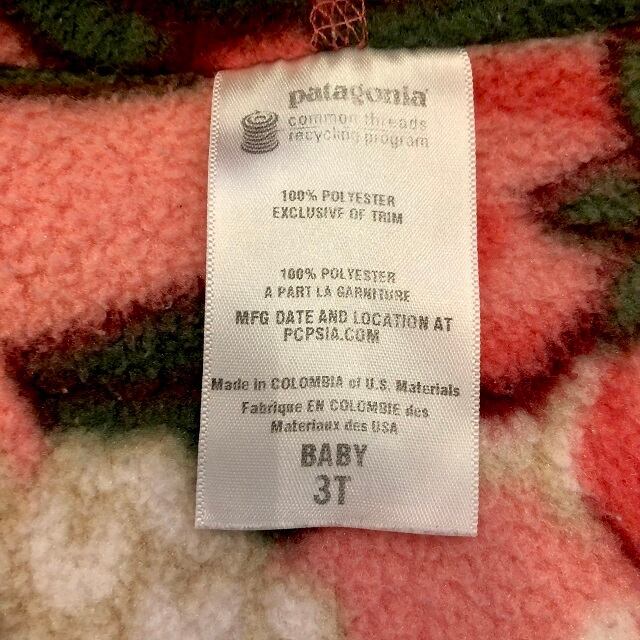 patagonia
common threads
recycling program
100% POLYESTER
EXCLUSIVE OF TRIM
100% POLYESTER
A PART LA GARNITURE
MFG DATE AND LOCATION AT
PCPSIA.COM
Made in COLOMBIA of U.S. Materials
Fabrique EN COLOMBIE des
Materiaux des USA
BABY
3T